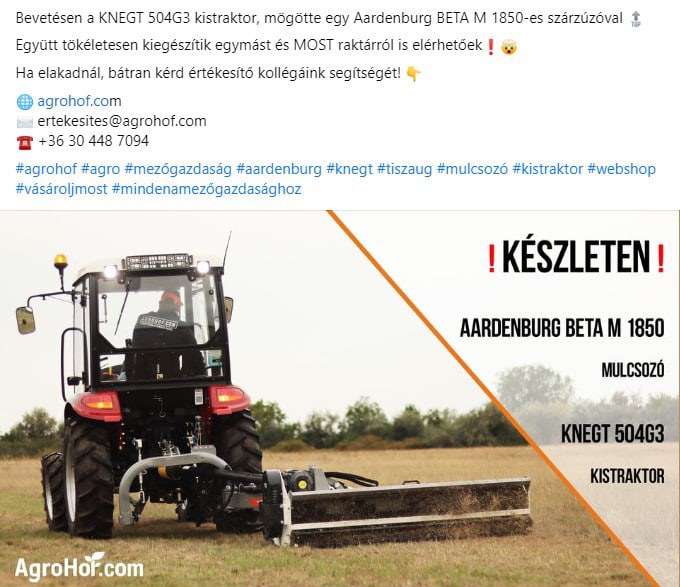 Bevetésen a KNEGT 504G3 kistraktor, mögötte egy Aardenburg BETA M 1850-es szárzúzóval 🔝
Együtt tökéletesen kiegészítik egymást és MOST raktárról is elérhetőek❗🤯
Ha elakadnál, bátran kérd értékesítő kollégáink segítségét! 👇
🌐 agrohof.com
✉️ ertekesites@agrohof.com
☎️ +36 30 448 7094
#agrohof #agro #mezőgazdaság #aardenburg #knegt #tiszaug #mulcsozó #kistraktor #webshop
#vásároljmost #mindenamezőgazdasághoz
❗KÉSZLETEN❗
AARDENBURG BETA M 1850
MULCSOZÓ
KNEGT 504G3
KISTRAKTOR
AgroHof.com